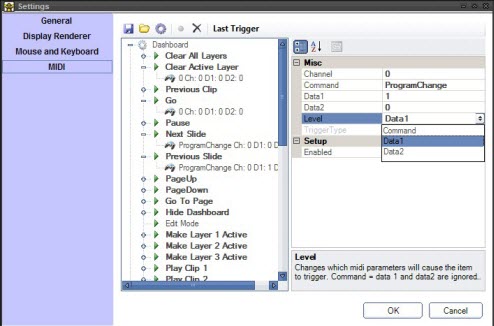 Settings
General
Display Renderer
Mouse and Keyboard
MIDI
Last Trigger
Dashboard
Clear All Layers
Clear Active Layer
0 Ch: 0 D1: 0 D2: 0
Previous Clip
Go
0 Ch: 0 D1: 0 D2: 0
Pause
Next Slide
ProgramChange Ch: 0 D1: 0 D
Previous Slide
ProgramChange Ch: 0 D1: 1 D
PageUp
PageDown
Go To Page
Hide Dashboard
Edit Mode
Make Layer 1 Active
Make Layer 2 Active
Make Layer 3 Active
Play Clip 1
Play Clip 2
Misc
Channel 0
Command ProgramChange
Data1 1
Data2 0
Level Data1
TriggerType Command
Setup Data1
Enabled Data2
Level
Changes which midi parameters will cause the item
to trigger. Command = data 1 and data2 are ignored..
OK Cancel